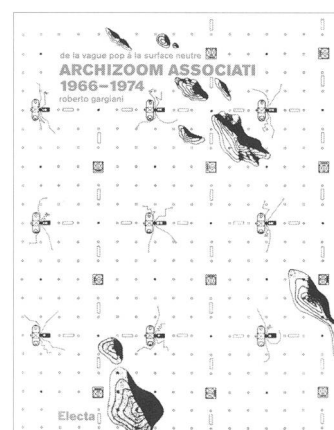 de la vague pop à la surface neutre
ARCHIZOOM ASSOCIATI
1966–1974
roberto gargiani
Electa